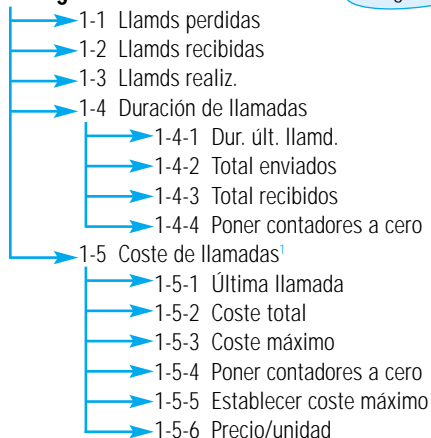 1-1 Llamds perdidas
1-2 Llamds recibidas
1-3 Llamds realiz.
1-4 Duración de llamadas
1-4-1 Dur. últ. llamd.
1-4-2 Total enviados
1-4-3 Total recibidos
1-4-4 Poner contadores a cero
1-5 Coste de llamadas¹
1-5-1 Última llamada
1-5-2 Coste total
1-5-3 Coste máximo
1-5-4 Poner contadores a cero
1-5-5 Establecer coste máximo
1-5-6 Precio/unidad